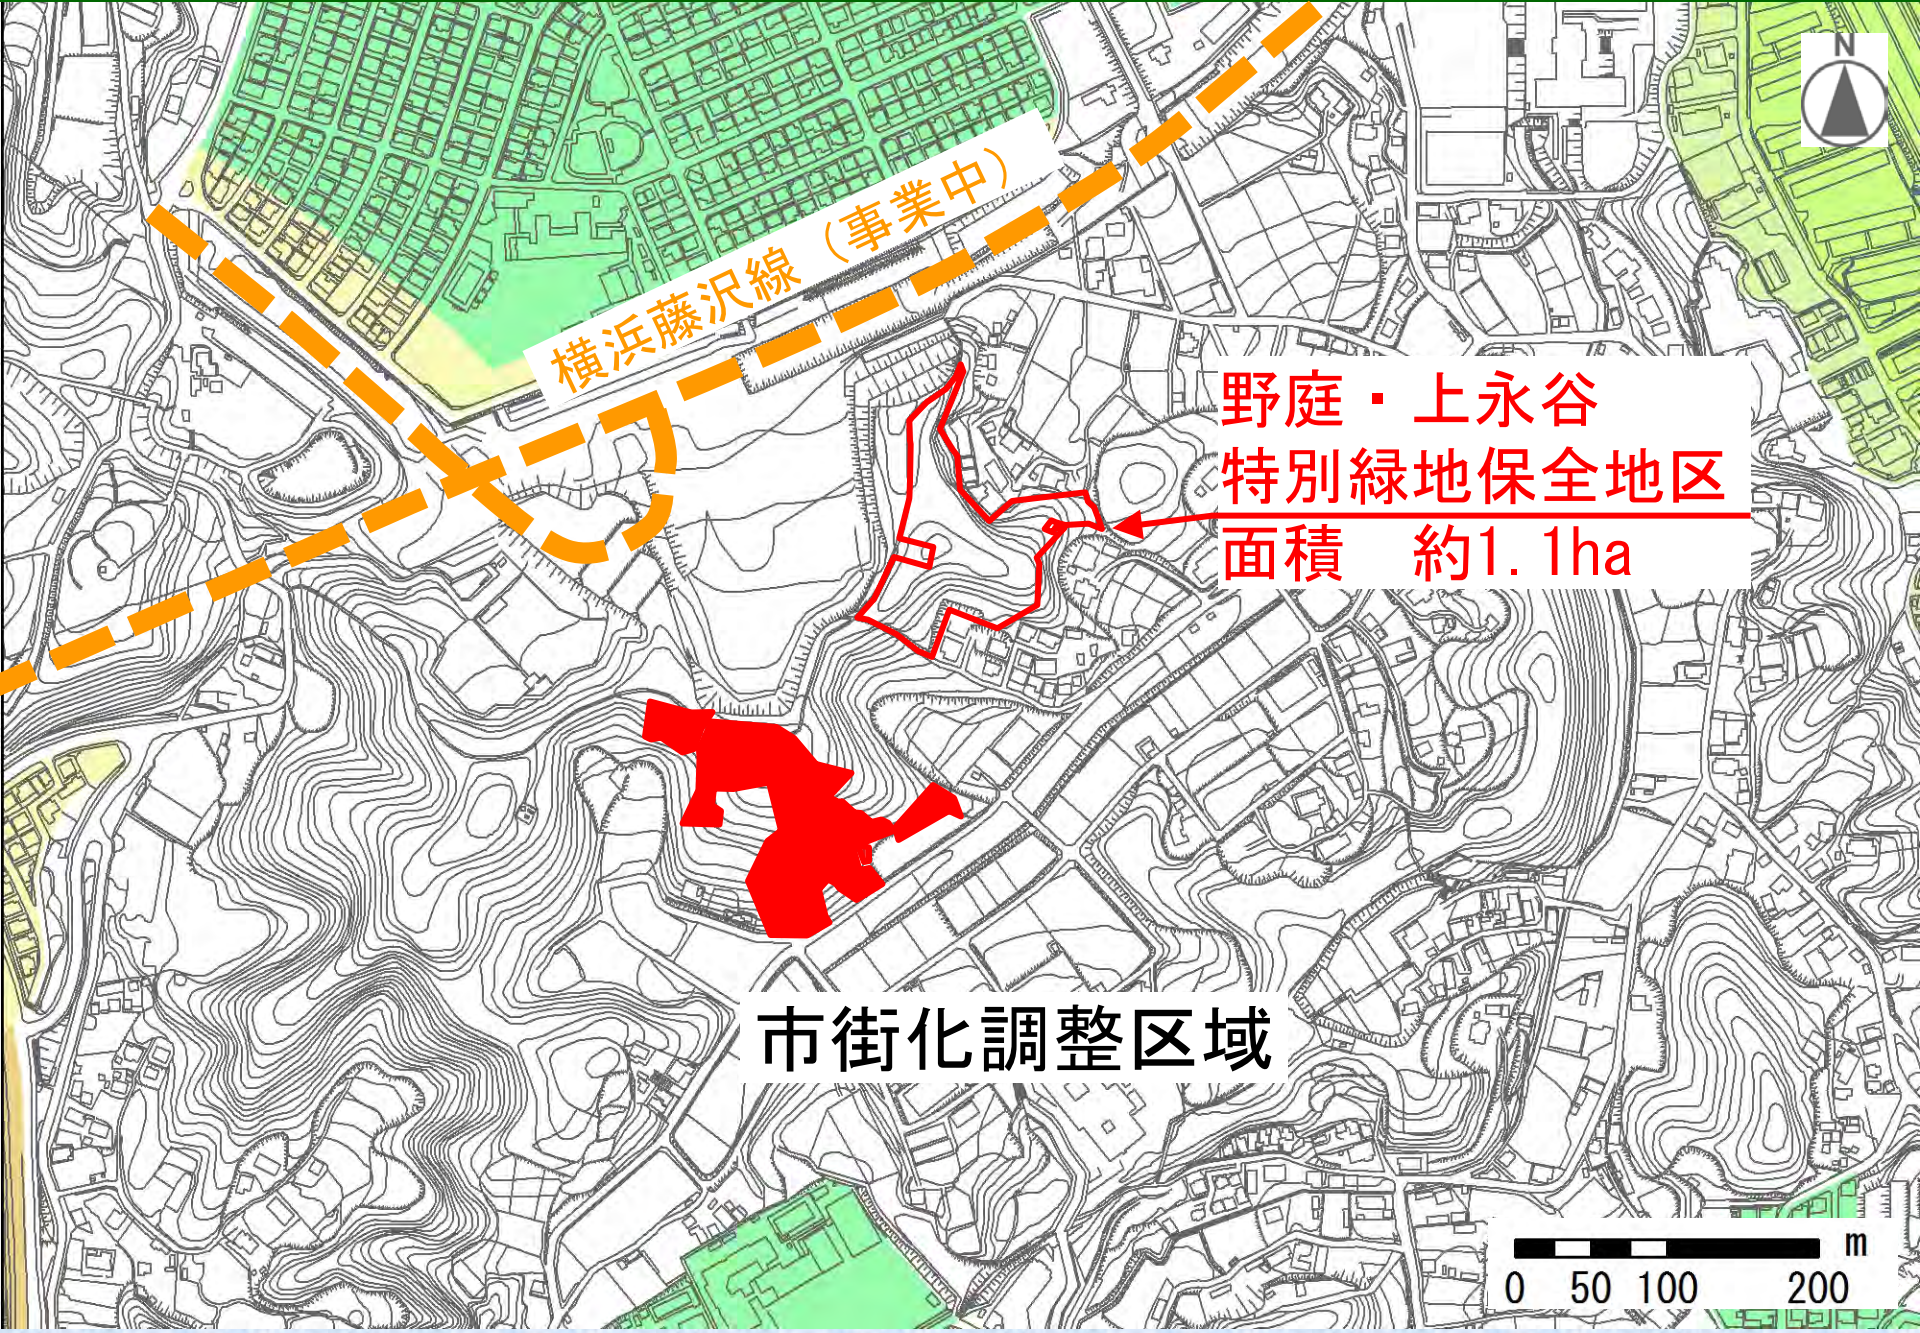 N
横浜藤沢線（事業中）
野庭・上永谷
特別緑地保全地区
面積　約1.1ha
市街化調整区域
m
0 50 100 200